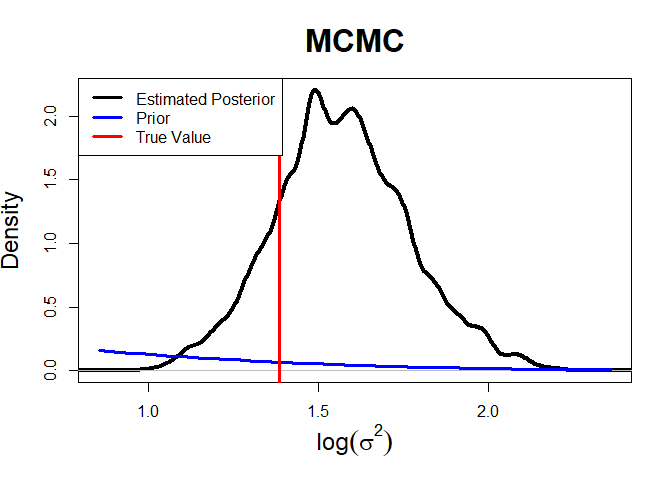 MCMC
Estimated Posterior
Prior
True Value
Density
2.0
1.5
1.0
0.5
0.0
1.0 1.5 2.0
log(σ²)